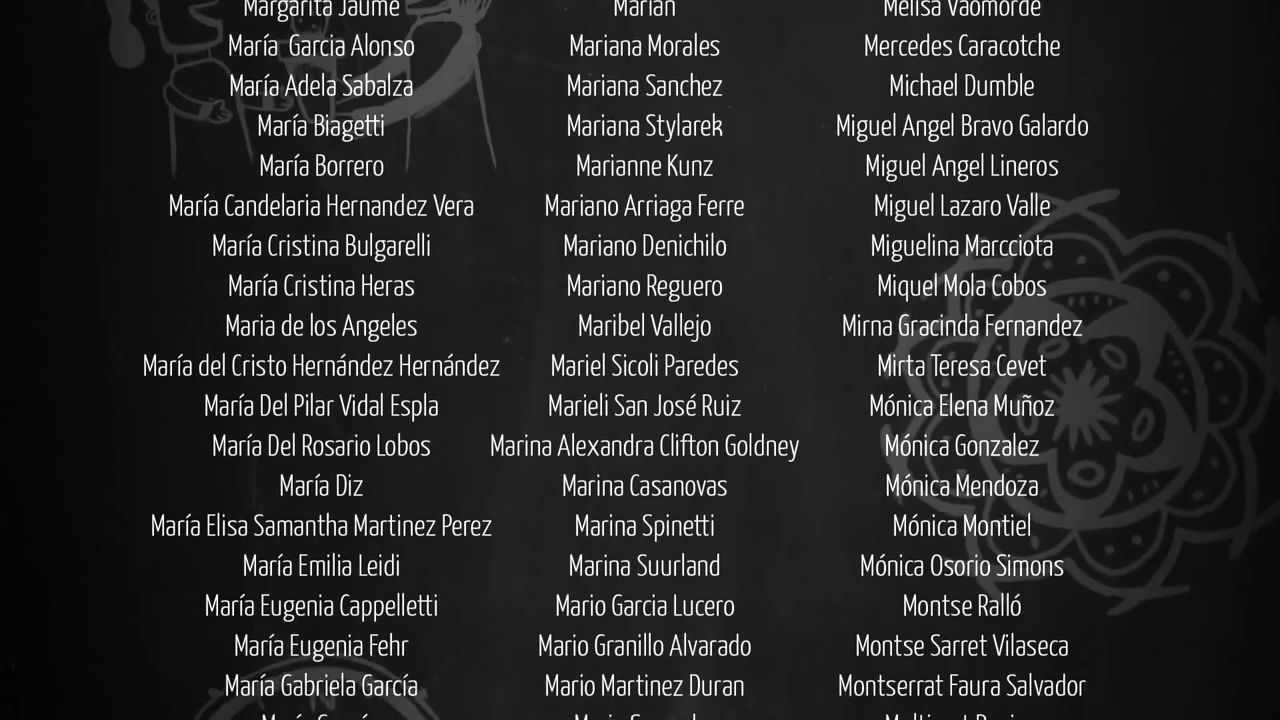 Margarita Jaume
María Garcia Alonso
María Adela Sabalza
María Biagetti
María Borrero
María Candelaria Hernandez Vera
María Cristina Bulgarelli
María Cristina Heras
Maria de los Angeles
María del Cristo Hernández Hernández
María Del Pilar Vidal Espla
María Del Rosario Lobos
María Diz
María Elisa Samantha Martinez Perez
María Emilia Leidi
María Eugenia Cappelletti
María Eugenia Fehr
María Gabriela García
Marian
Mariana Morales
Mariana Sanchez
Mariana Stylarek
Marianne Kunz
Mariano Arriaga Ferre
Mariano Denichilo
Mariano Reguero
Maribel Vallejo
Mariel Sicoli Paredes
Marieli San José Ruiz
Marina Alexandra Clifton Goldney
Marina Casanovas
Marina Spinetti
Marina Suurland
Mario Garcia Lucero
Mario Granillo Alvarado
Mario Martinez Duran
Melisa Vaomorde
Mercedes Caracotche
Michael Dumble
Miguel Angel Bravo Galardo
Miguel Angel Lineros
Miguel Lazaro Valle
Miguelina Marcciota
Miquel Mola Cobos
Mirna Gracinda Fernandez
Mirta Teresa Cevet
Mónica Elena Muñoz
Mónica Gonzalez
Mónica Mendoza
Mónica Montiel
Mónica Osorio Simons
Montse Ralló
Montse Sarret Vilaseca
Montserrat Faura Salvador